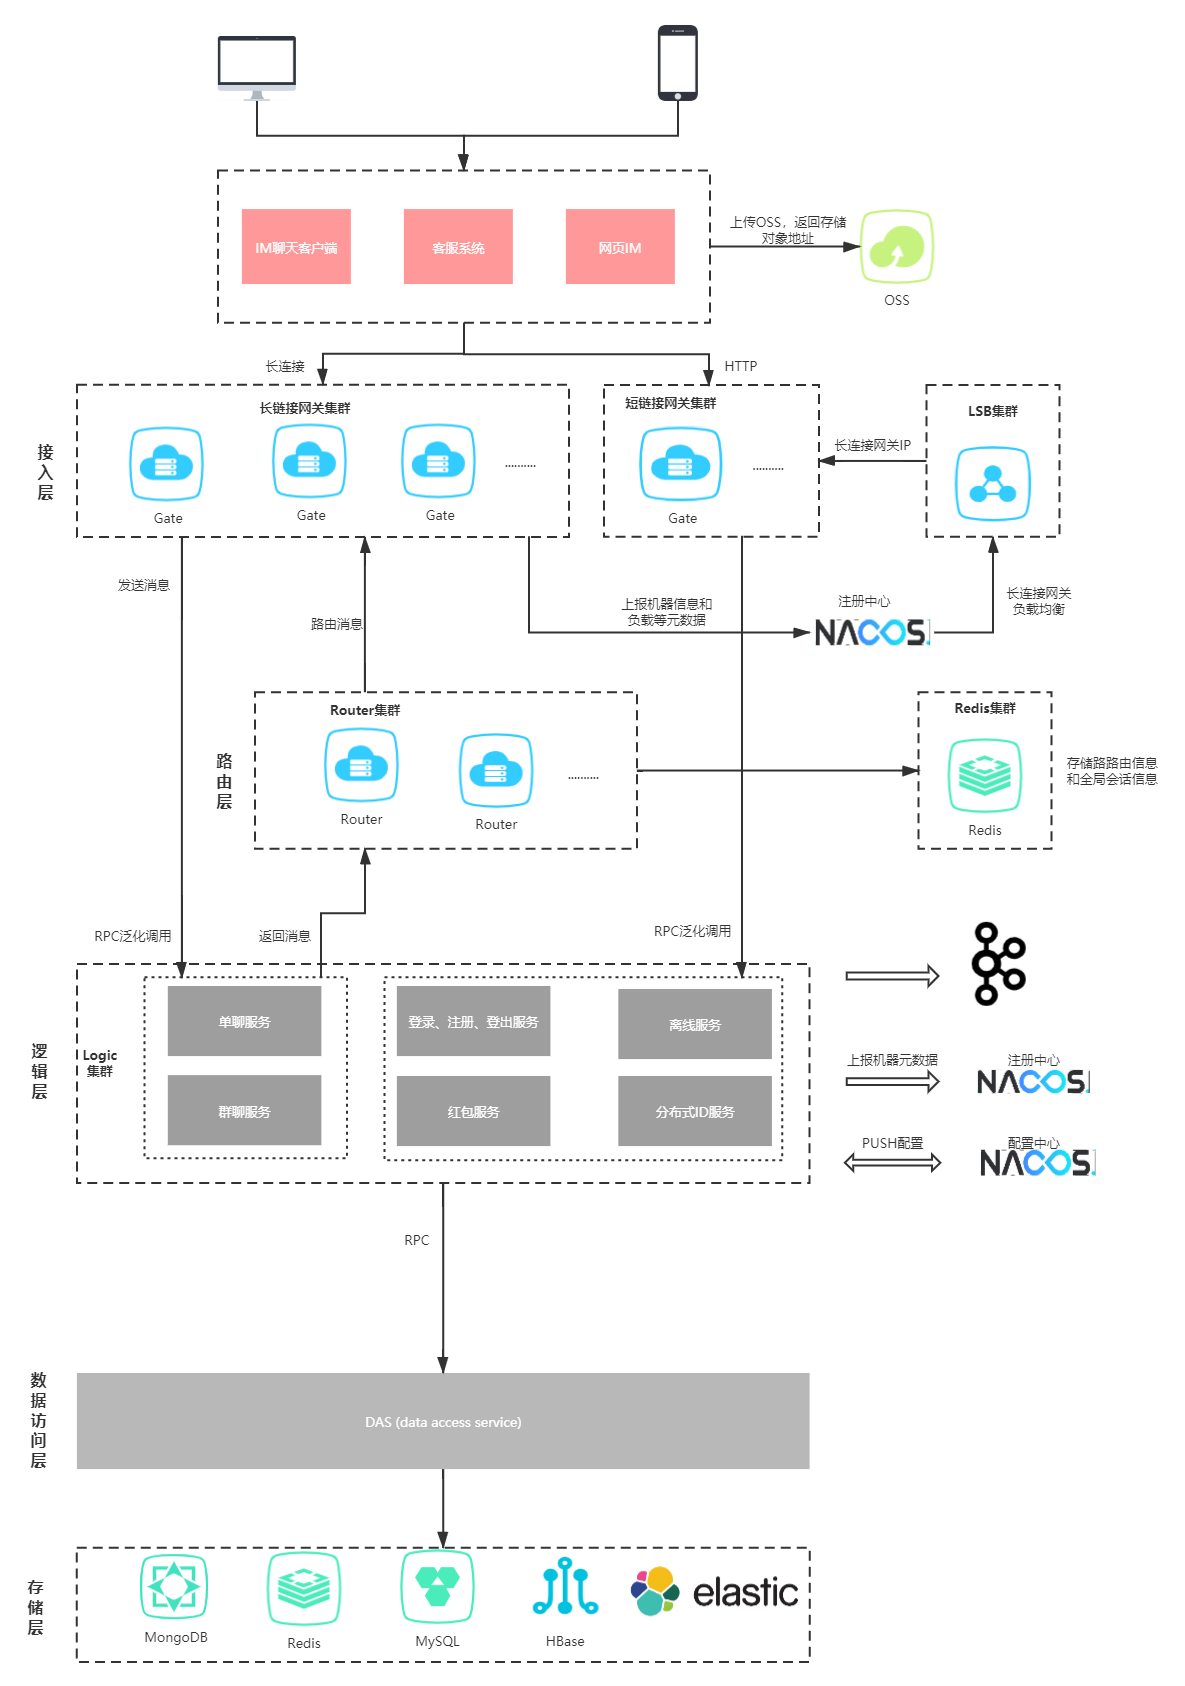 IM聊天客户端
客服系统
网页IM
上传OSS，返回存储
对象地址
OSS
长连接
HTTP
接入层
长链接网关集群
Gate
Gate
Gate
..........
短链接网关集群
Gate
..........
长连接网关IP
LSB集群
发送消息
路由消息
上报机器信息和
负载等元数据
注册中心
NACOS.
长连接网关
负载均衡
路由层
Router集群
Router
Router
..........
Redis集群
Redis
存储路路由信息
和全局会话信息
RPC泛化调用
返回消息
RPC泛化调用
逻辑层
Logic
集群
单聊服务
群聊服务
登录、注册、登出服务
离线服务
红包服务
分布式ID服务
上报机器元数据
注册中心
NACOS.
PUSH配置
配置中心
NACOS.
RPC
数据访问层
DAS (data access service)
存储层
MongoDB
Redis
MySQL
HBase
elastic